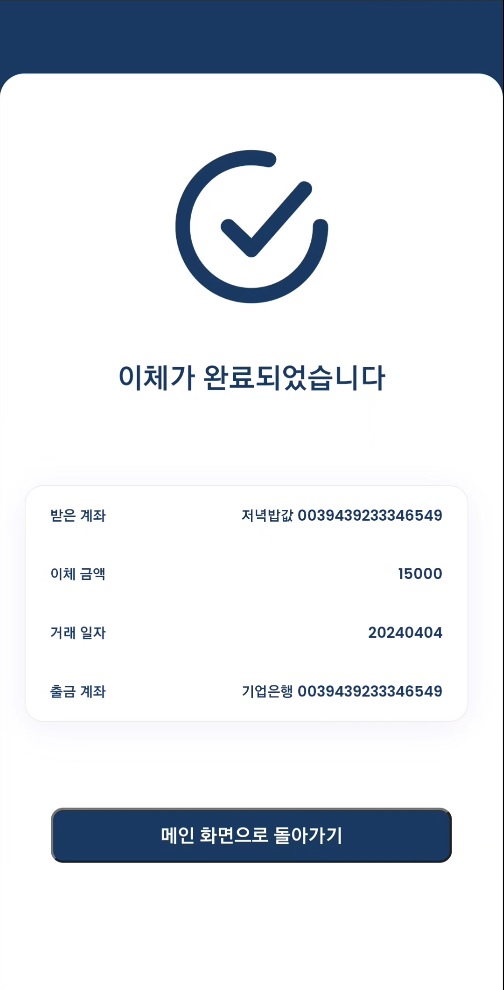 이체가 완료되었습니다
받은 계좌 저녁밥값 0039439233346549
이체 금액 15000
거래 일자 20240404
출금 계좌 기업은행 0039439233346549
메인 화면으로 돌아가기